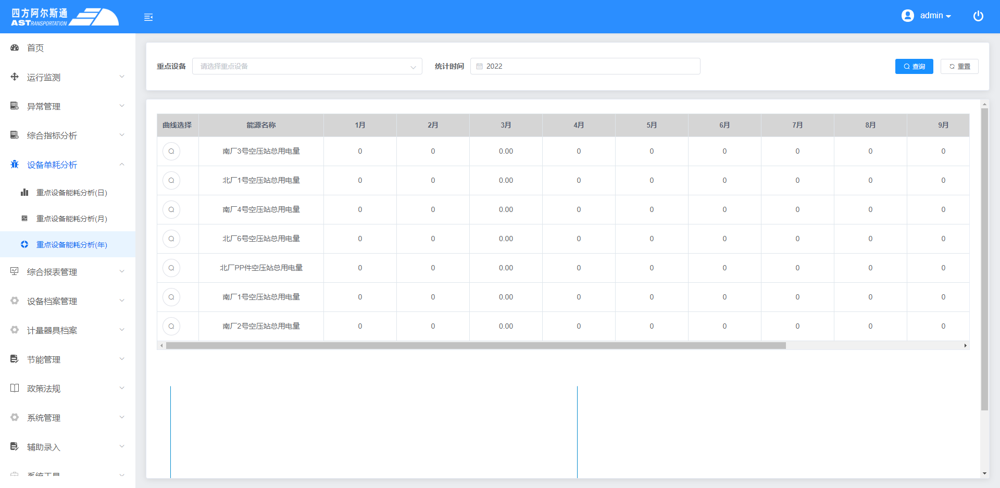 四方阿尔斯通
ASTRANSPORTATION
admin
首页
运行监测
异常管理
综合指标分析
设备单耗分析
重点设备能耗分析(日)
重点设备能耗分析(月)
重点设备能耗分析(年)
综合报表管理
设备档案管理
计量器具档案
节能管理
政策法规
系统管理
辅助录入
系统工具
重点设备 请选择重点设备 统计时间 2022 查询 重置
曲线选择 能源名称 1月 2月 3月 4月 5月 6月 7月 8月 9月
南厂3号空压站总用电量 0 0 0.00 0 0 0 0 0 0
北厂1号空压站总用电量 0 0 0.00 0 0 0 0 0 0
南厂4号空压站总用电量 0 0 0.00 0 0 0 0 0 0
北厂6号空压站总用电量 0 0 0.00 0 0 0 0 0 0
北厂PP件空压站总用电量 0 0 0.00 0 0 0 0 0 0
南厂1号空压站总用电量 0 0 0.00 0 0 0 0 0 0
南厂2号空压站总用电量 0 0 0.00 0 0 0 0 0 0